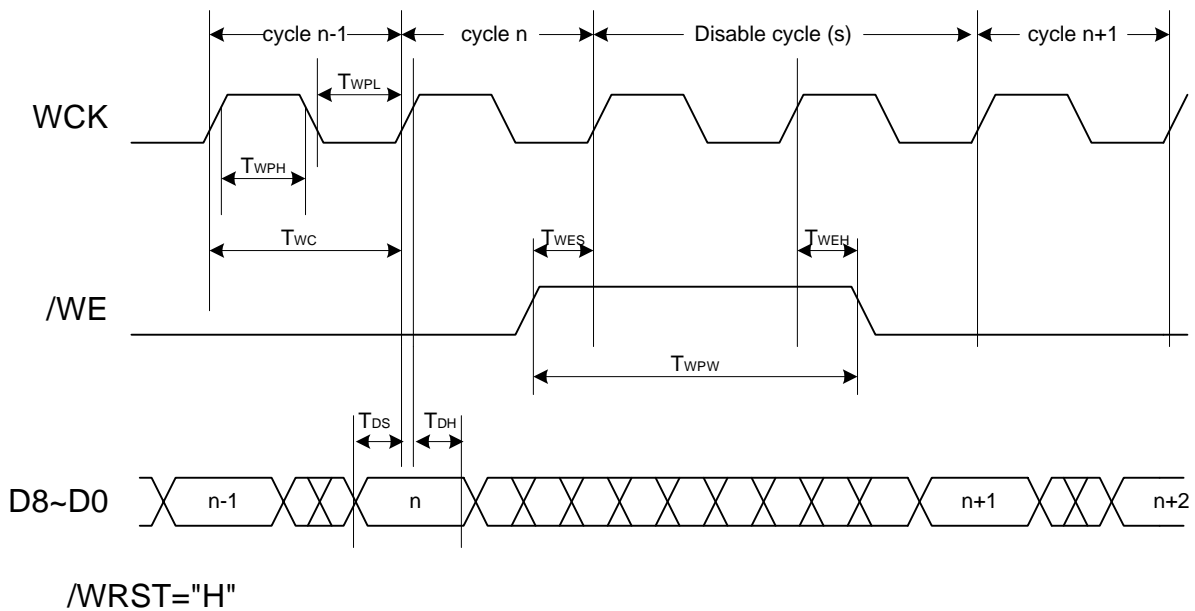 cycle n-1 cycle n Disable cycle (s) cycle n+1
TWPL
WCK
TWPH
TWC TWES TWEH
/WE
TWPW
TDS TDH
D8~D0 n-1 n n+1 n+2
/WRST="H"